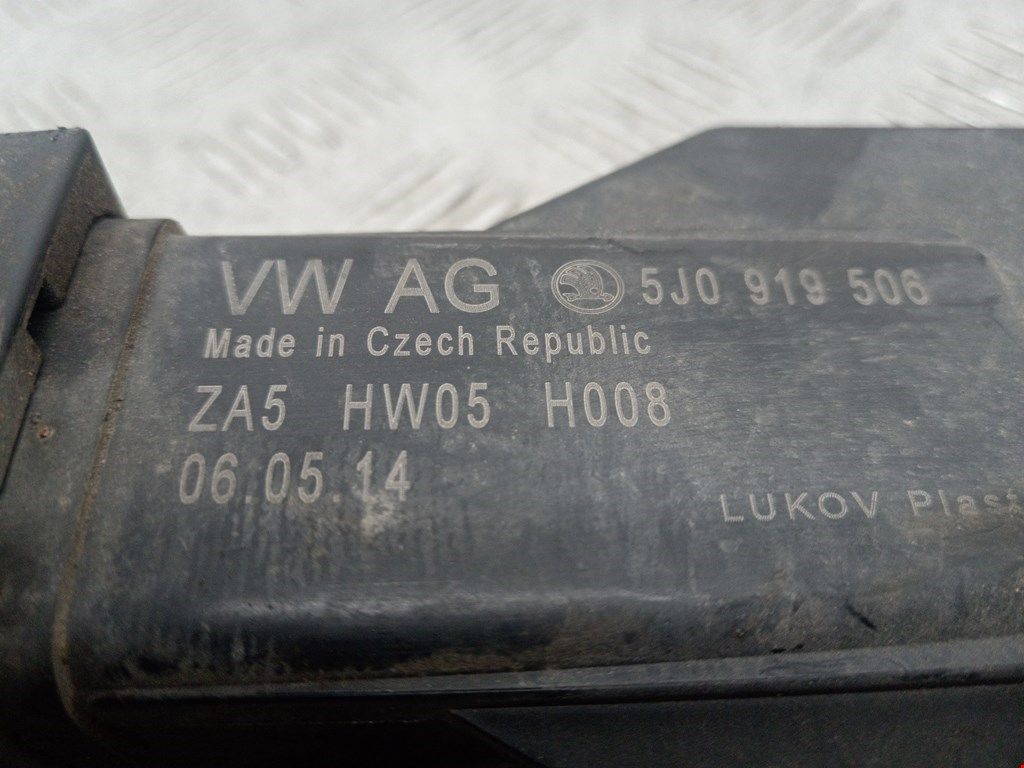 VW AG 5J0 919 506
Made in Czech Republic
ZA5 HW05 H008
06.05.14
LUKOV